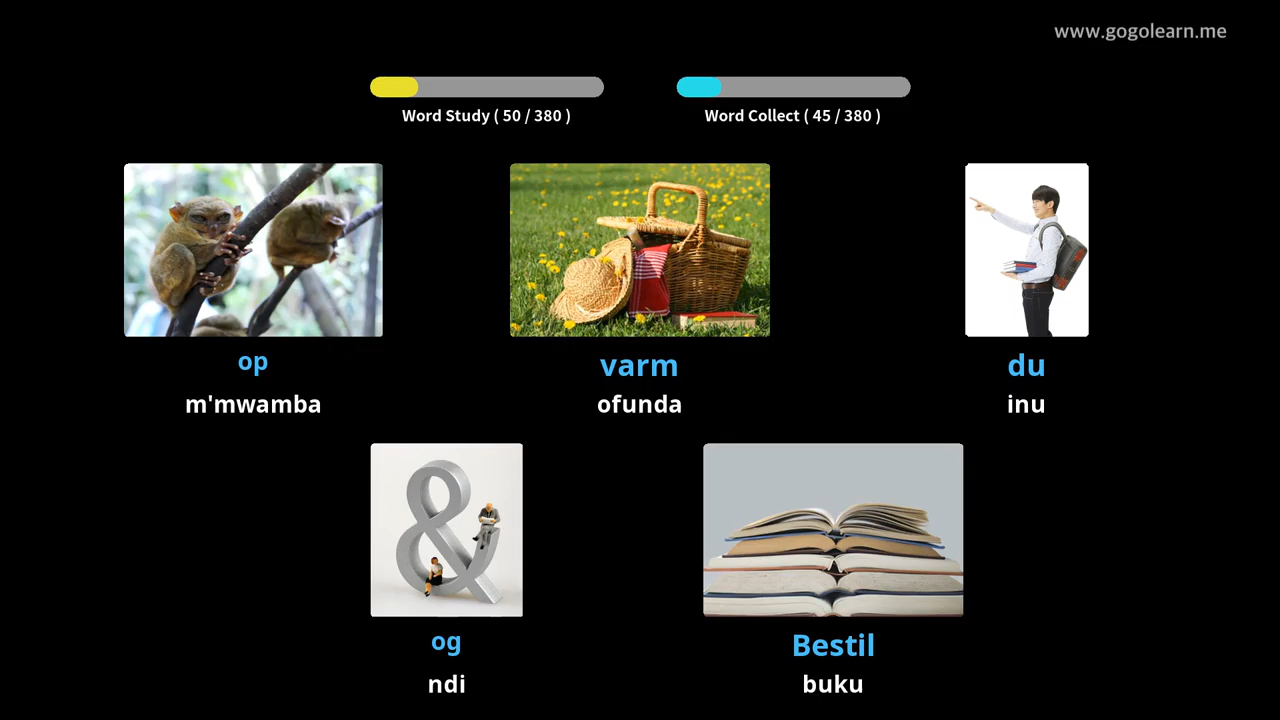 www.gogolearn.me
Word Study ( 50 / 380 )
Word Collect ( 45 / 380 )
op
m'mwamba
varm
ofunda
du
inu
og
ndi
Bestil
buku